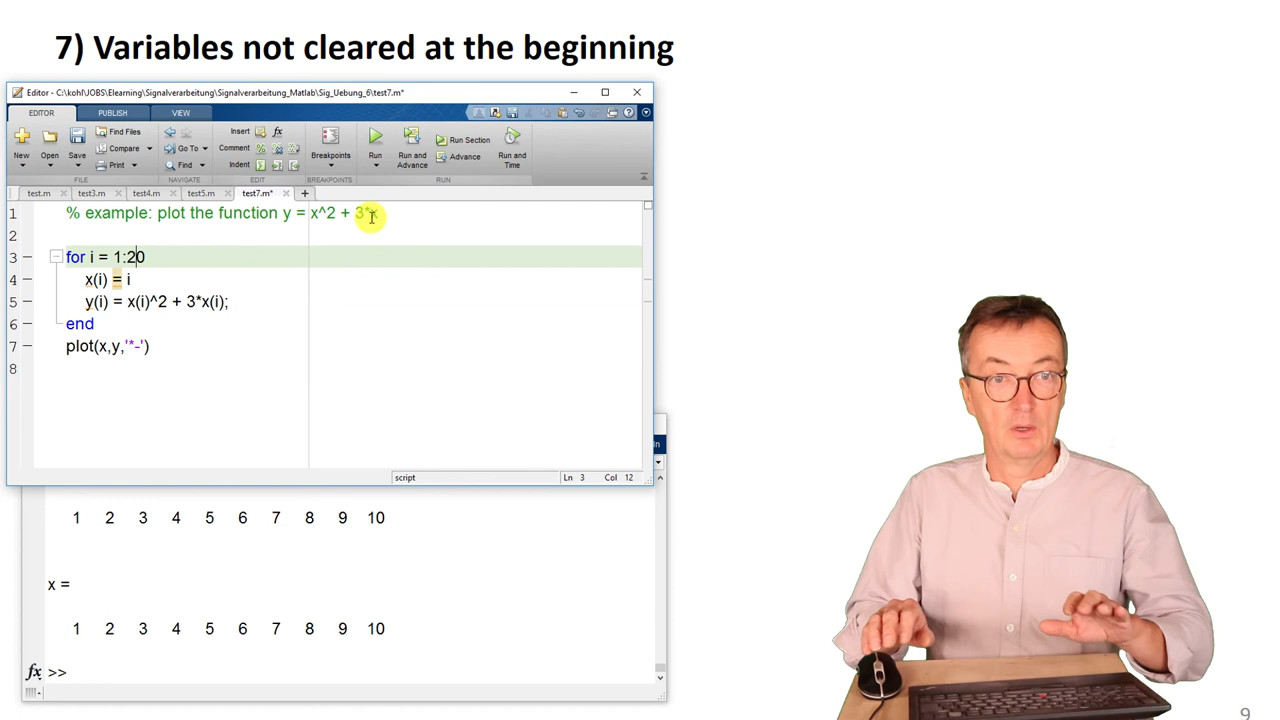 7) Variables not cleared at the beginning
Editor - C:\kohl\JOBS\Elearning\Signalverarbeitung\Signalverarbeitung_Matlab\Sig_Uebung_6\test7.m*
EDITOR PUBLISH VIEW
New Open Save Find Files Compare Print
Go To Find
Insert Comment Indent
Breakpoints
Run Run and Advance Run Section Advance Run and Time
FILE NAVIGATE EDIT BREAKPOINTS RUN
test.m test3.m test4.m test5.m test7.m*
1 % example: plot the function y = x^2 + 3*x
2
3 for i = 1:20
4 x(i) = i
5 y(i) = x(i)^2 + 3*x(i);
6 end
7 plot(x,y,'*-')
8
script Ln 3 Col 12
1 2 3 4 5 6 7 8 9 10
x =
1 2 3 4 5 6 7 8 9 10
fx >>
9